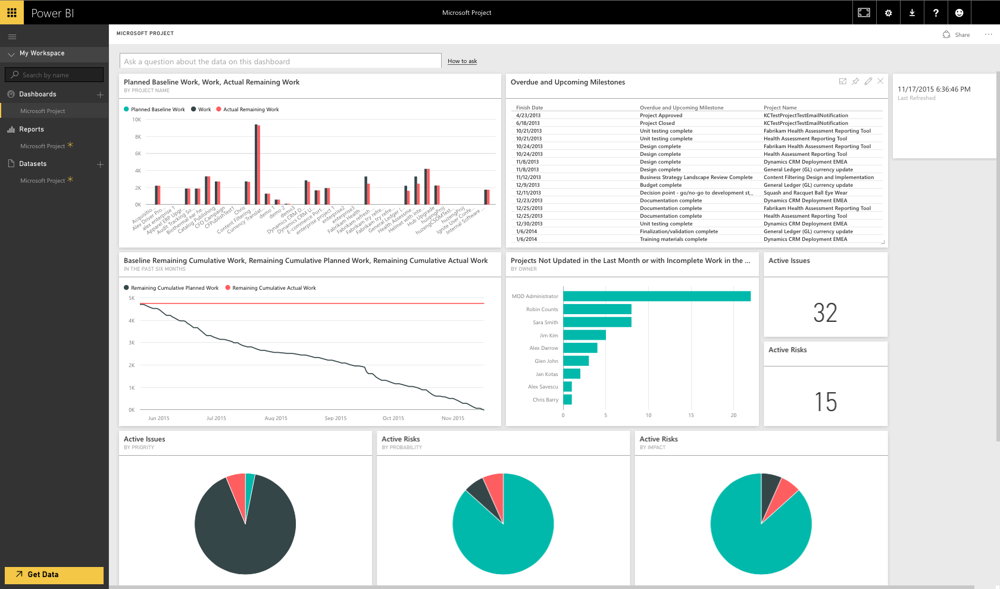 Power BI
Microsoft Project
MICROSOFT PROJECT
Share
My Workspace
Search by name
Dashboards
Microsoft Project
Reports
Microsoft Project
Datasets
Microsoft Project
Get Data
Ask a question about the data on this dashboard
How to ask
Planned Baseline Work, Work, Actual Remaining Work
BY PROJECT NAME
Planned Baseline Work Work Actual Remaining Work
10K
8K
6K
4K
2K
0K
Acquisitio...
Alex Driver Pro...
alex enterprise 1
Apparel ERP Upgr...
Audit Tracking So...
Biothermal ear he...
Catalog Publishing
CFO Campaign
CFPublishTest1
Chris
Content Filtering ...
Currency Translat...
demo 1
demo 2
demo3
Dynamics CRM D...
Dynamics CRM U...
E-commerce Port...
enterprise project 1
enterprise2
enterprise3
Fabrikam Health ...
Fabrikam refresh ...
Fabrikam try refre...
Fabrikam try refre...
General Ledger (...
Health Assessme...
Helmet with inte...
Hub Upgrade
huiqinProj
huzengCSOMTest...
huzengProj
Ignite User Confe...
Internal Software ...
Overdue and Upcoming Milestones
Finish Date Overdue and Upcoming Milestone Project Name
4/23/2013 Project Approved KCTestProjectTestEmailNotification
6/18/2013 Project Closed KCTestProjectTestEmailNotification
10/21/2013 Unit testing complete Fabrikam Health Assessment Reporting Tool
10/21/2013 Unit testing complete Health Assessment Reporting Tool
10/24/2013 Design complete Fabrikam Health Assessment Reporting Tool
10/24/2013 Design complete Health Assessment Reporting Tool
11/8/2013 Design complete Dynamics CRM Deployment EMEA
11/8/2013 Design complete General Ledger (GL) currency update
11/12/2013 Business Strategy Landscape Review Complete Content Filtering Design and Implementation
12/9/2013 Budget complete General Ledger (GL) currency update
12/11/2013 Decision point - go/no-go to development st... Squash and Racquet Ball Eye Wear
12/23/2013 Documentation complete Dynamics CRM Deployment EMEA
12/25/2013 Documentation complete Fabrikam Health Assessment Reporting Tool
12/25/2013 Documentation complete Health Assessment Reporting Tool
12/30/2013 Unit testing complete Dynamics CRM Deployment EMEA
1/6/2014 Finalization/validation complete General Ledger (GL) currency update
1/6/2014 Training materials complete Dynamics CRM Deployment EMEA
11/17/2015 6:36:46 PM
Last Refreshed
Baseline Remaining Cumulative Work, Remaining Cumulative Planned Work, Remaining Cumulative Actual Work
IN THE PAST SIX MONTHS
Remaining Cumulative Planned Work Remaining Cumulative Actual Work
5K
4K
3K
2K
1K
0K
Jun 2015 Jul 2015 Aug 2015 Sep 2015 Oct 2015 Nov 2015
Projects Not Updated in the Last Month or with Incomplete Work in the ...
BY OWNER
MOD Administrator
Robin Counts
Sara Smith
Jim Kim
Alex Darrow
Glen John
Jan Kotas
Alex Savescu
Chris Barry
0 5 10 15 20
Active Issues
32
Active Risks
15
Active Issues
BY PRIORITY
Active Risks
BY PROBABILITY
Active Risks
BY IMPACT